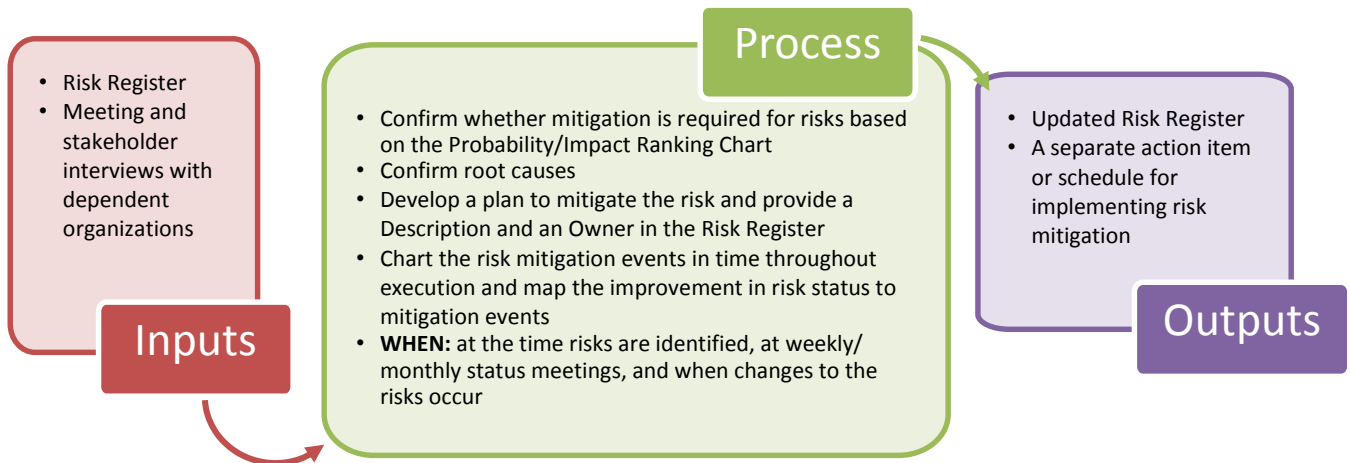 • Risk Register
• Meeting and
stakeholder
interviews with
dependent
organizations
Inputs
Process
• Confirm whether mitigation is required for risks based
on the Probability/Impact Ranking Chart
• Confirm root causes
• Develop a plan to mitigate the risk and provide a
Description and an Owner in the Risk Register
• Chart the risk mitigation events in time throughout
execution and map the improvement in risk status to
mitigation events
• WHEN: at the time risks are identified, at weekly/
monthly status meetings, and when changes to the
risks occur
• Updated Risk Register
• A separate action item
or schedule for
implementing risk
mitigation
Outputs